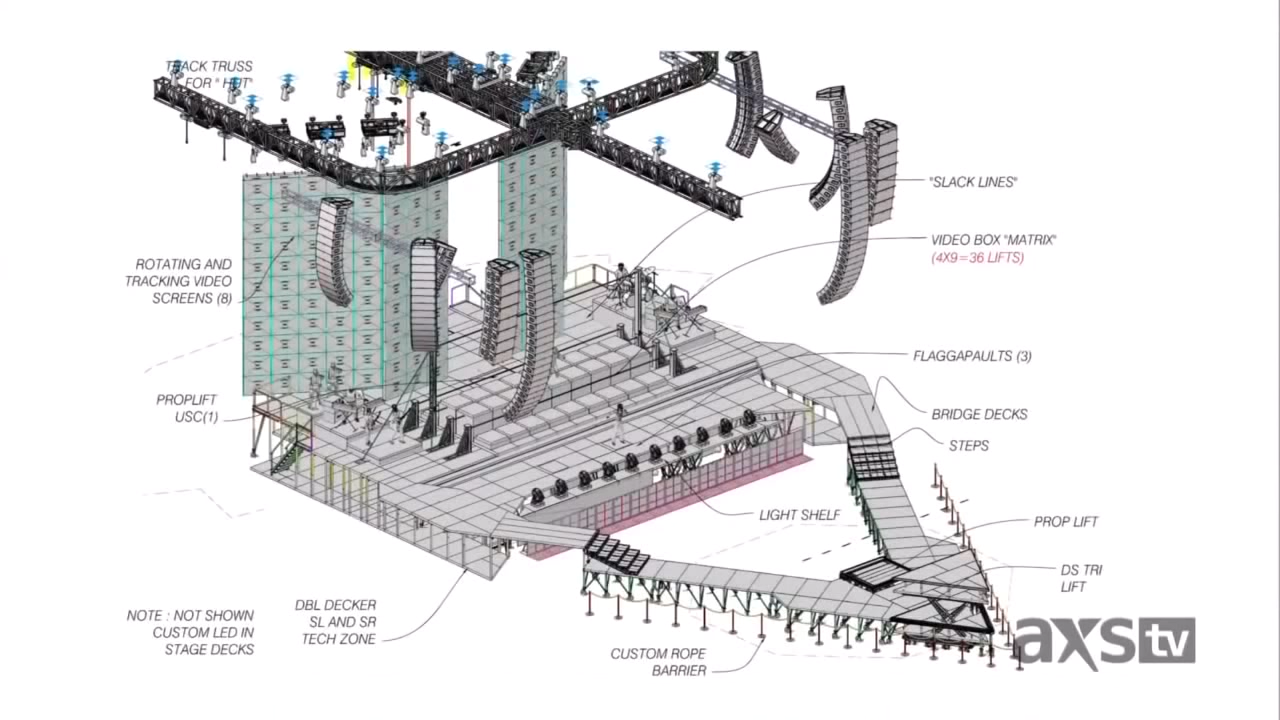 TRACK TRUSS
FOR " HUT"
"SLACK LINES"
VIDEO BOX "MATRIX"
(4X9=36 LIFTS)
ROTATING AND
TRACKING VIDEO
SCREENS (8)
FLAGGAPAULTS (3)
PROPLIFT
USC(1)
BRIDGE DECKS
STEPS
LIGHT SHELF
PROP LIFT
DS TRI
LIFT
NOTE : NOT SHOWN
CUSTOM LED IN
STAGE DECKS
DBL DECKER
SL AND SR
TECH ZONE
CUSTOM ROPE
BARRIER
axs tv